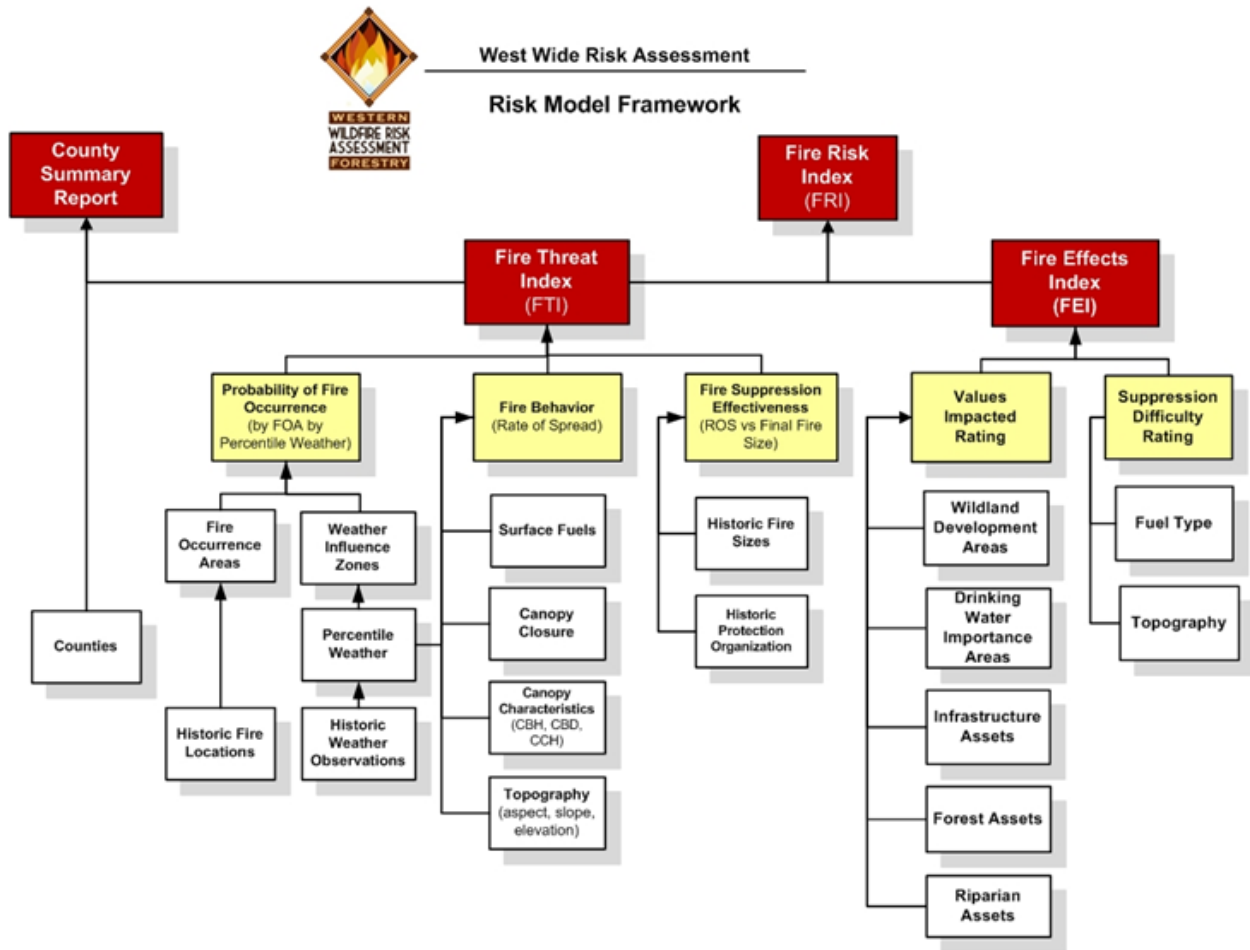 West Wide Risk Assessment
Risk Model Framework
WESTERN
WILDFIRE RISK
ASSESSMENT
FORESTRY
County
Summary
Report
Fire Risk
Index
(FRI)
Fire Threat
Index
(FTI)
Fire Effects
Index
(FEI)
Probability of Fire
Occurrence
(by FOA by
Percentile Weather)
Fire Behavior
(Rate of Spread)
Fire Suppression
Effectiveness
(ROS vs Final Fire
Size)
Values
Impacted
Rating
Suppression
Difficulty
Rating
Fire
Occurrence
Areas
Weather
Influence
Zones
Surface Fuels
Historic Fire
Sizes
Wildland
Development
Areas
Fuel Type
Counties
Percentile
Weather
Canopy
Closure
Historic
Protection
Organization
Drinking
Water
Importance
Areas
Topography
Historic Fire
Locations
Historic
Weather
Observations
Canopy
Characteristics
(CBH, CBD,
CCH)
Infrastructure
Assets
Topography
(aspect, slope,
elevation)
Forest Assets
Riparian
Assets